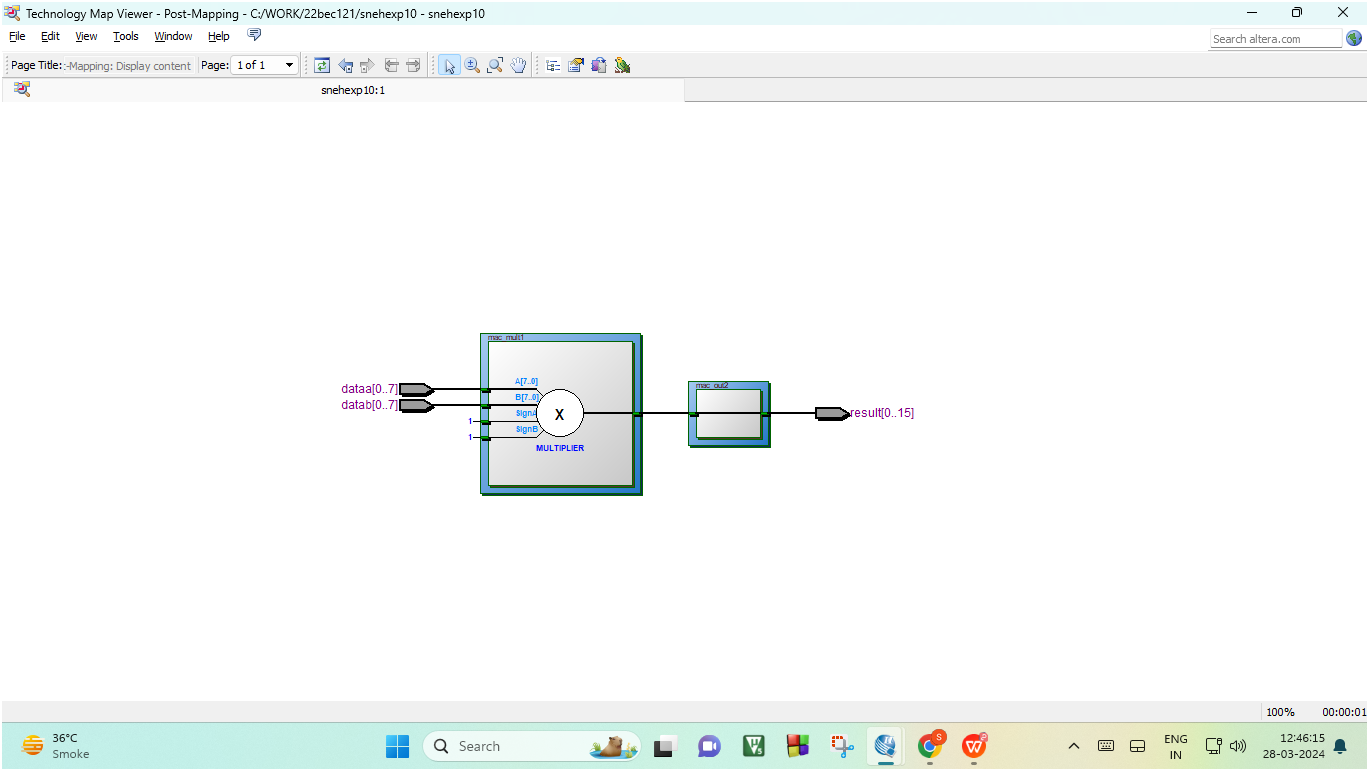 Technology Map Viewer - Post-Mapping - C:/WORK/22bec121/snehexp10 - snehexp10
File Edit View Tools Window Help
Search altera.com
Page Title: :-Mapping: Display content Page: 1 of 1
snehexp10:1
mac_mult1
mac_out2
A[7..0]
dataa[0..7]
B[7..0]
datab[0..7]
SignA
1
SignB
1
X
result[0..15]
MULTIPLIER
100% 00:00:01
36°C
Smoke
Search
S
ENG
IN
12:46:15
28-03-2024